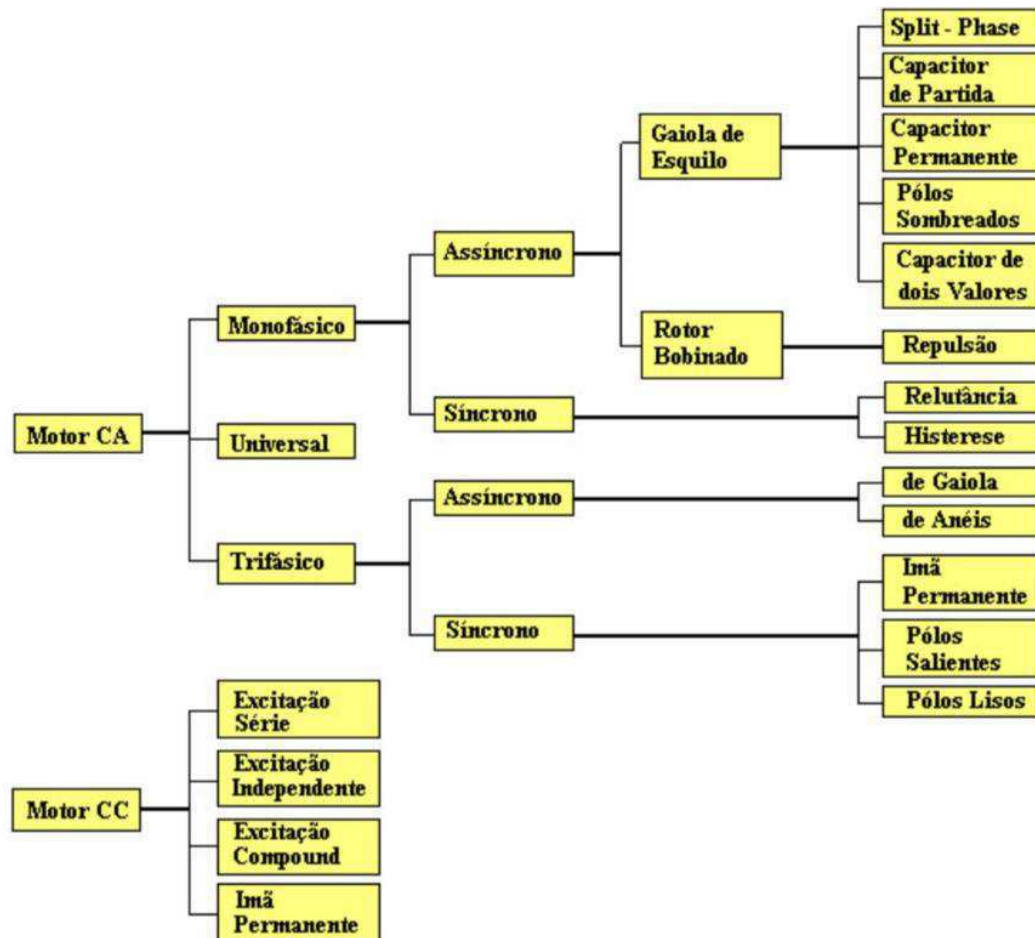 Split - Phase
Capacitor
de Partida
Gaiola de
Esquilo
Capacitor
Permanente
Pólos
Sombreados
Assíncrono
Capacitor de
dois Valores
Monofásico
Rotor
Bobinado
Repulsão
Síncrono
Relutância
Histerese
Motor CA
Universal
Assíncrono
de Gaiola
de Anéis
Trifásico
Imã
Permanente
Síncrono
Pólos
Salientes
Pólos Lisos
Excitação
Série
Excitação
Independente
Motor CC
Excitação
Compound
Imã
Permanente